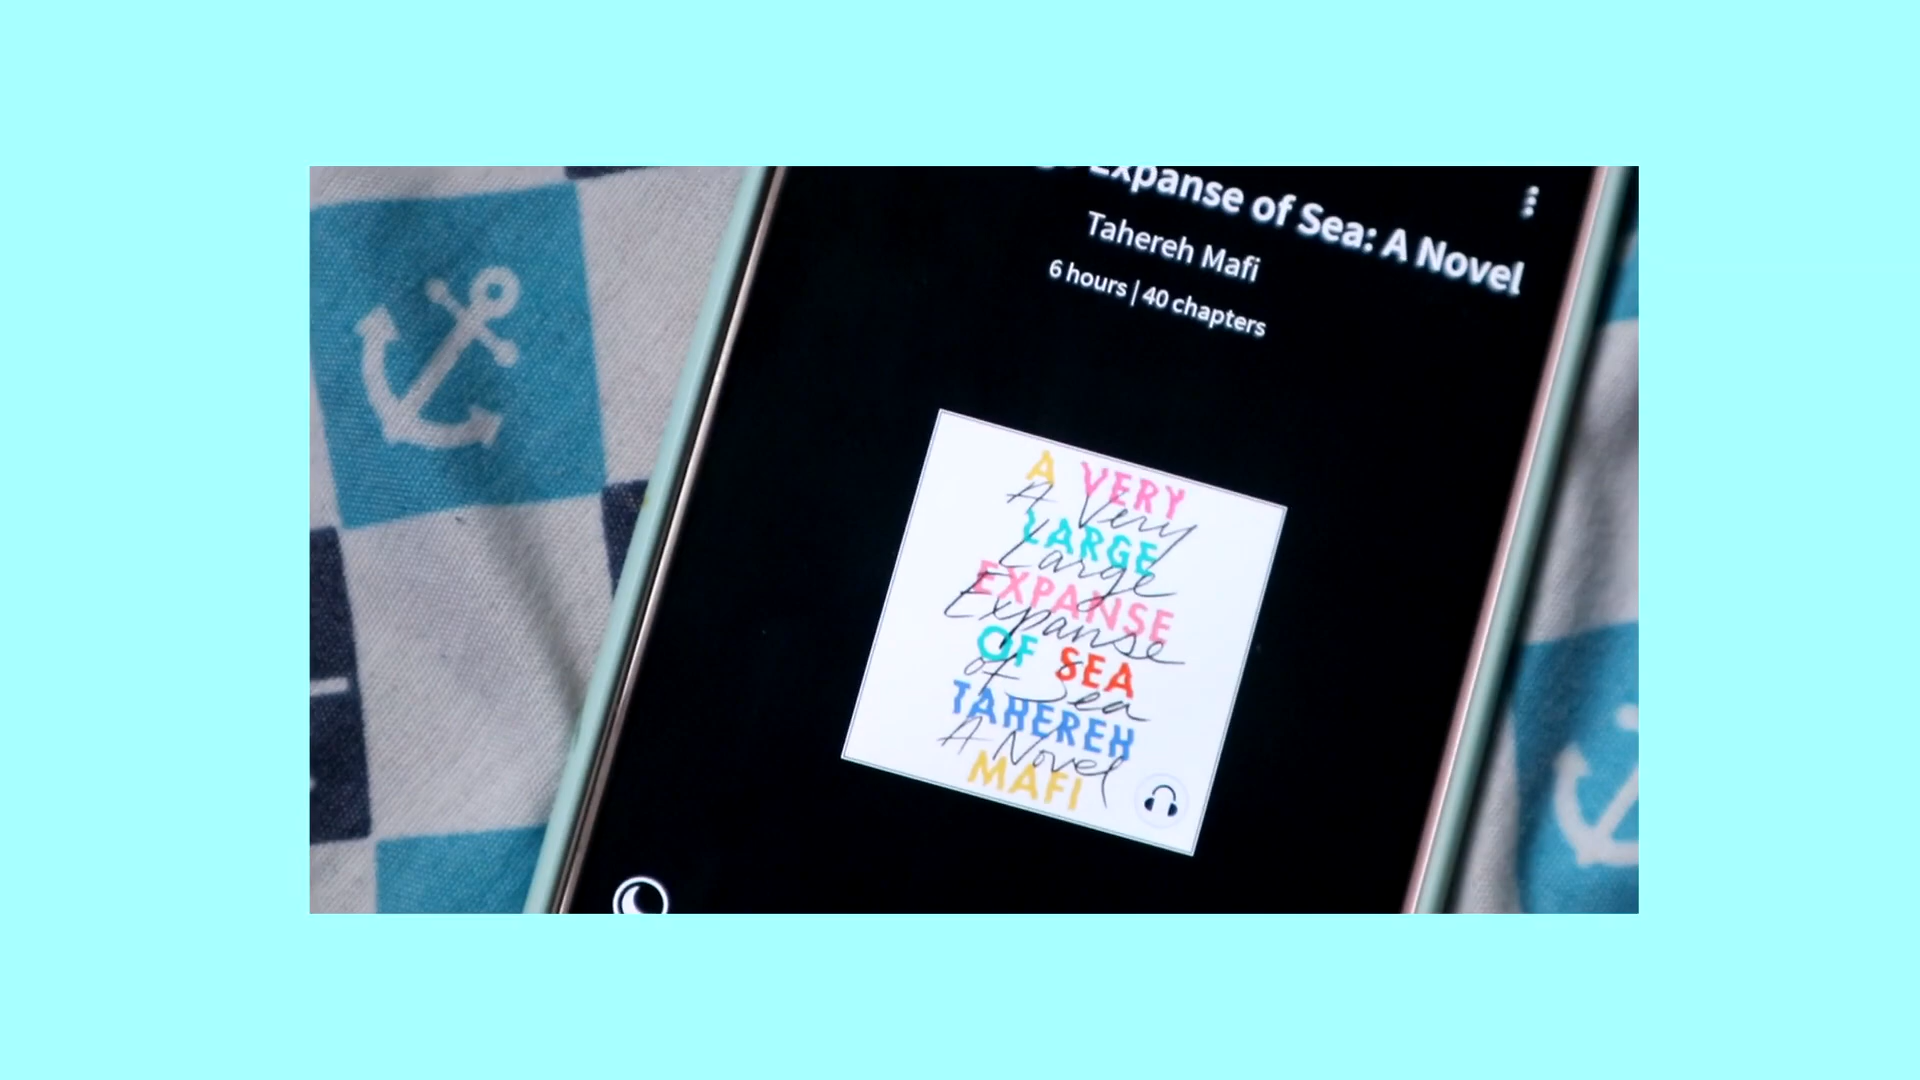 Expanse of Sea: A Novel
Tahereh Mafi
6 hours | 40 chapters
A VERY
A Very
LARGE
Large
EXPANSE
Expanse
OF SEA
of Sea
TAHEREH
A Novel
MAFI